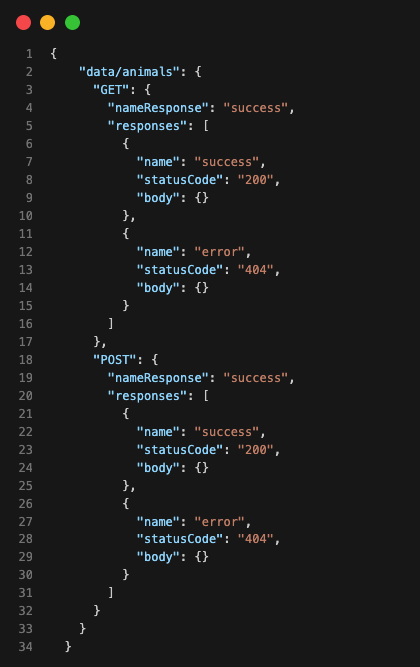 1 {
2     "data/animals": {
3       "GET": {
4         "nameResponse": "success",
5         "responses": [
6           {
7             "name": "success",
8             "statusCode": "200",
9             "body": {}
10           },
11           {
12             "name": "error",
13             "statusCode": "404",
14             "body": {}
15           }
16         ]
17       },
18       "POST": {
19         "nameResponse": "success",
20         "responses": [
21           {
22             "name": "success",
23             "statusCode": "200",
24             "body": {}
25           },
26           {
27             "name": "error",
28             "statusCode": "404",
29             "body": {}
30           }
31         ]
32       }
33     }
34   }